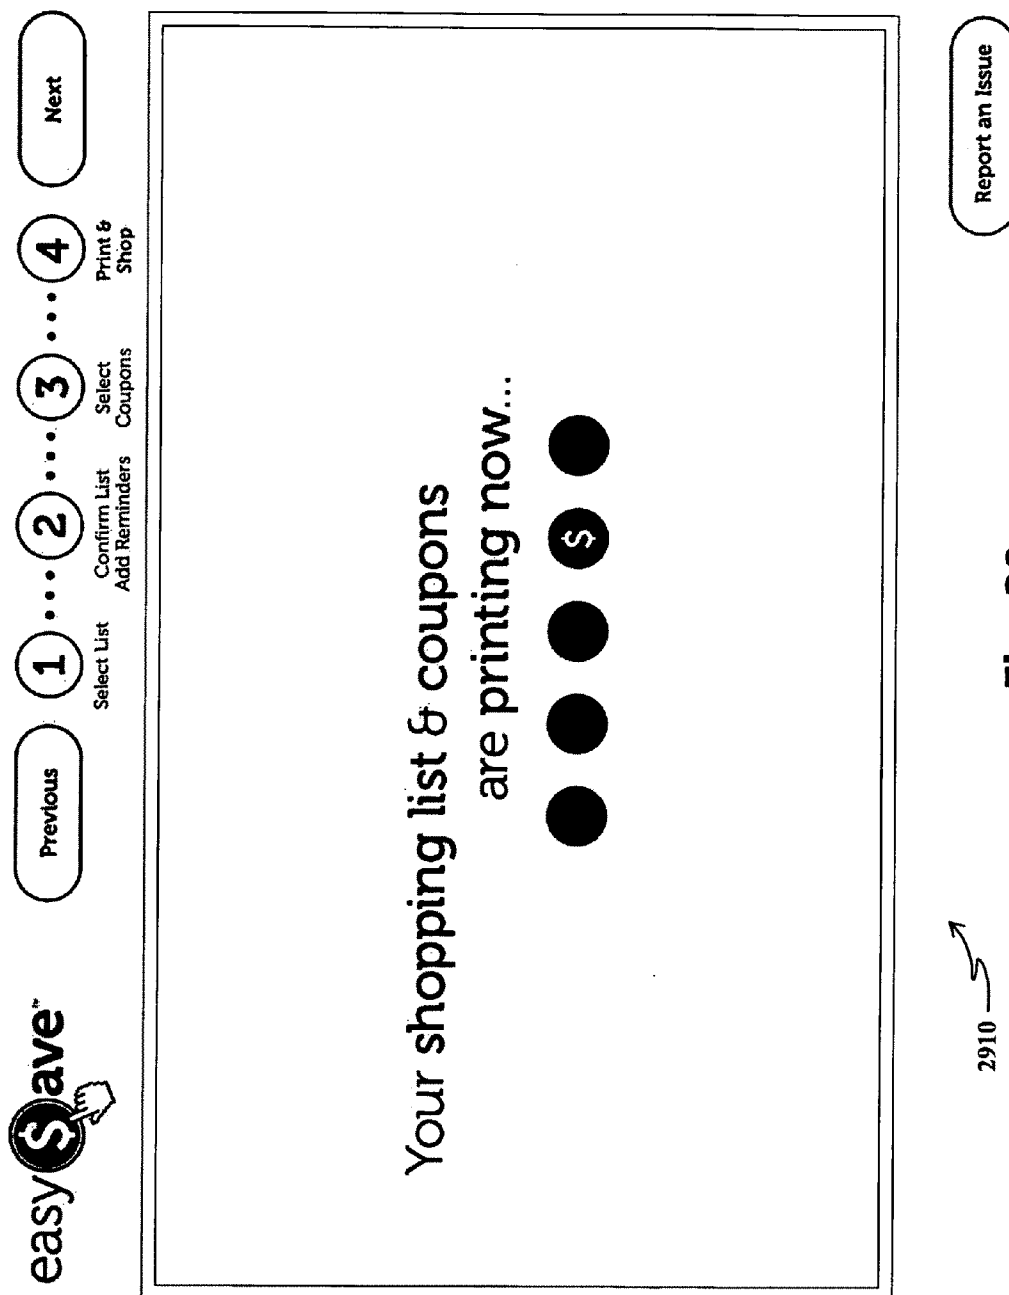 easy $ave™
Previous
1 2 3 4
Select List
Confirm List
Add Reminders
Select
Coupons
Print &
Shop
Next
Your shopping list & coupons
are printing now...
$
2910
Report an Issue